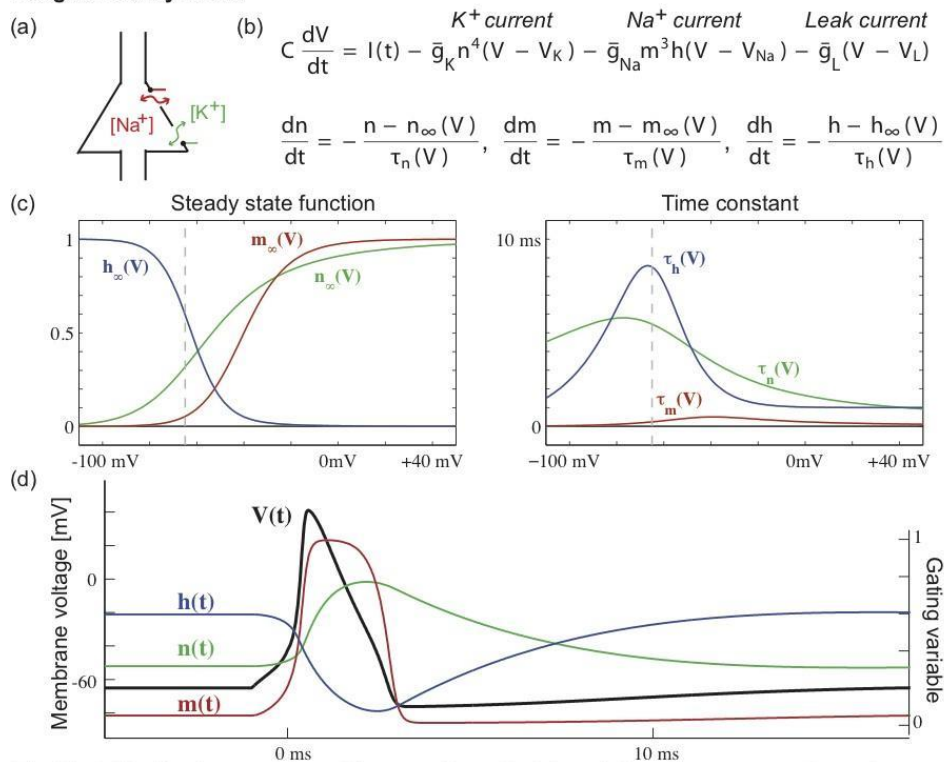 (a)
[Na⁺]
[K⁺]
(b)
K⁺ current Na⁺ current Leak current
C dV/dt = I(t) − g̅_K n⁴(V − V_K) − g̅_Na m³h(V − V_Na) − g̅_L(V − V_L)
dn/dt = − (n − n_∞(V))/τ_n(V), dm/dt = − (m − m_∞(V))/τ_m(V), dh/dt = − (h − h_∞(V))/τ_h(V)
(c)
Steady state function
1
0.5
0
h_∞(V)
m_∞(V)
n_∞(V)
-100 mV 0mV +40 mV
Time constant
10 ms
0
τ_h(V)
τ_n(V)
τ_m(V)
−100 mV 0mV +40 mV
(d)
Membrane voltage [mV]
0
-60
V(t)
h(t)
n(t)
m(t)
1
0
Gating variable
0 ms 10 ms